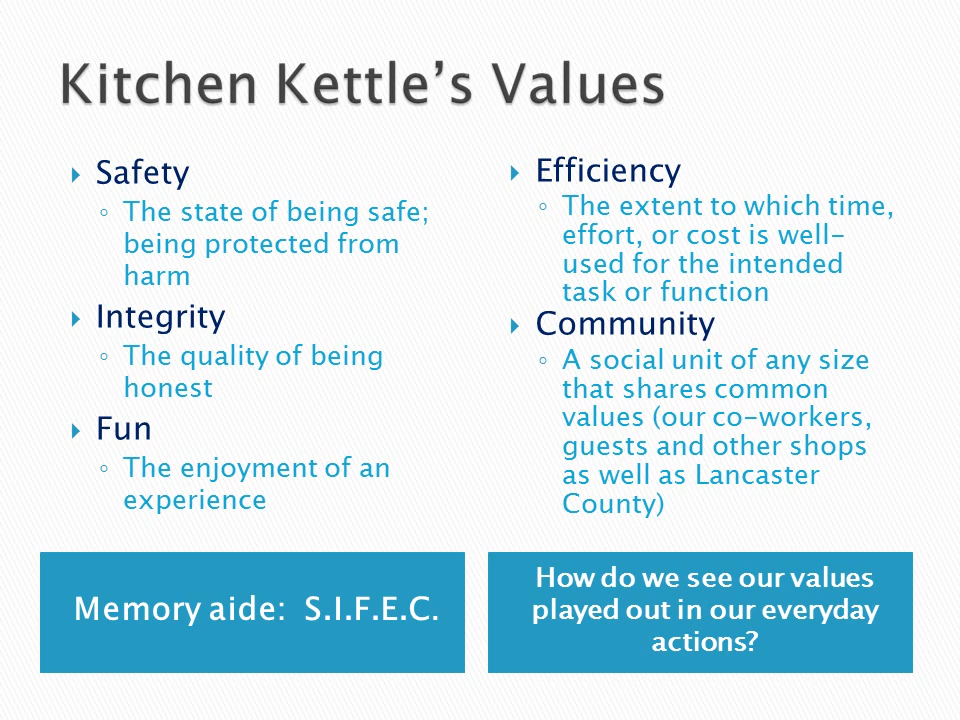 Kitchen Kettle’s Values
Safety
The state of being safe;
being protected from
harm
Integrity
The quality of being
honest
Fun
The enjoyment of an
experience
Efficiency
The extent to which time,
effort, or cost is well-
used for the intended
task or function
Community
A social unit of any size
that shares common
values (our co-workers,
guests and other shops
as well as Lancaster
County)
Memory aide: S.I.F.E.C.
How do we see our values
played out in our everyday
actions?